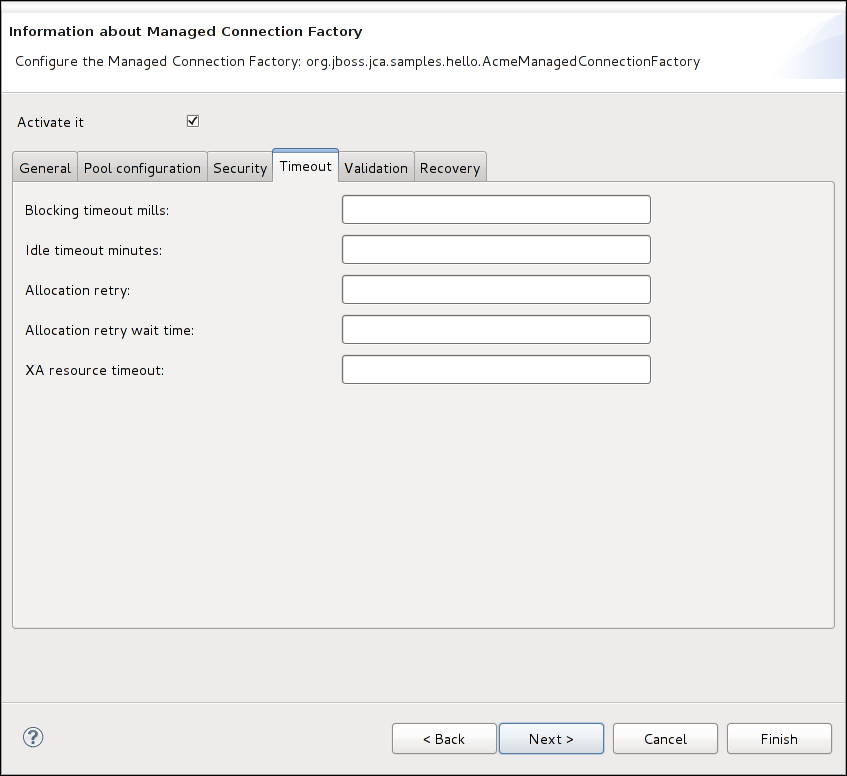 Information about Managed Connection Factory
Configure the Managed Connection Factory: org.jboss.jca.samples.hello.AcmeManagedConnectionFactory
Activate it
General Pool configuration Security Timeout Validation Recovery
Blocking timeout mills:
Idle timeout minutes:
Allocation retry:
Allocation retry wait time:
XA resource timeout:
? < Back Next > Cancel Finish